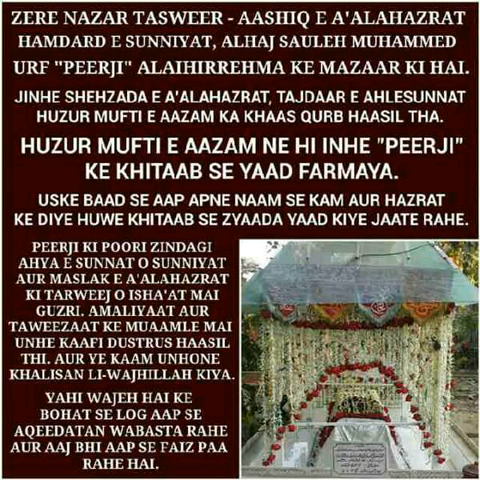 ZERE NAZAR TASWEER - AASHIQ E A'ALAHAZRAT
HAMDARD E SUNNIYAT, ALHAJ SAULEH MUHAMMED
URF "PEERJI" ALAIHIRREHMA KE MAZAAR KI HAI.
JINHE SHEHZADA E A'ALAHAZRAT, TAJDAAR E AHLESUNNAT
HUZUR MUFTI E AAZAM KA KHAAS QURB HAASIL THA.
HUZUR MUFTI E AAZAM NE HI INHE "PEERJI"
KE KHITAAB SE YAAD FARMAYA.
USKE BAAD SE AAP APNE NAAM SE KAM AUR HAZRAT
KE DIYE HUWE KHITAAB SE ZYAADA YAAD KIYE JAATE RAHE.
PEERJI KI POORI ZINDAGI
AHYA E SUNNAT O SUNNIYAT
AUR MASLAK E A'ALAHAZRAT
KI TARWEEJ O ISHA'AT MAI
GUZRI. AMALIYAAT AUR
TAWEEZAAT KE MUAAMLE MAI
UNHE KAAFI DUSTRUS HAASIL
THI. AUR YE KAAM UNHONE
KHALISAN LI-WAJHILLAH KIYA.
YAHI WAJEH HAI KE
BOHAT SE LOG AAP SE
AQEEDATAN WABASTA RAHE
AUR AAJ BHI AAP SE FAIZ PAA
RAHE HAI.